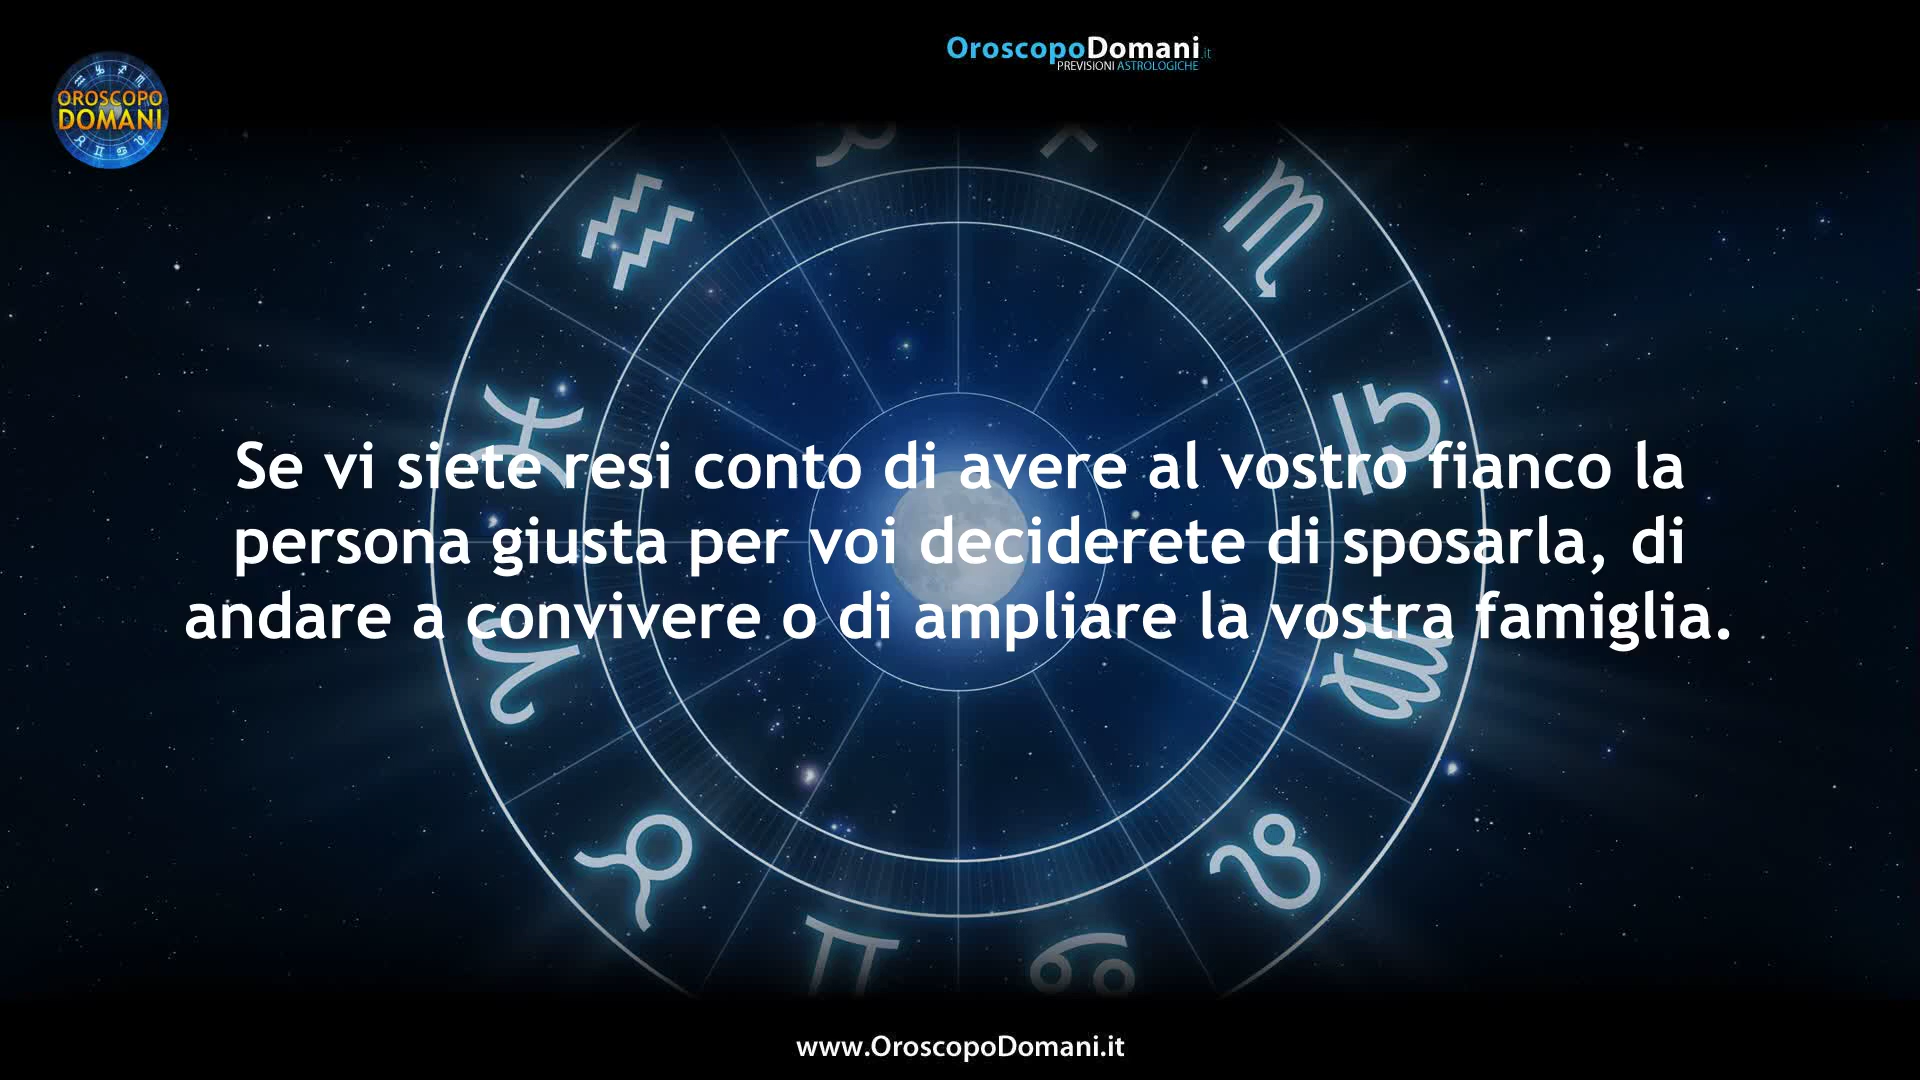 OroscopoDomani.it
PREVISIONI ASTROLOGICHE
OROSCOPO
DOMANI
Se vi siete resi conto di avere al vostro fianco la
persona giusta per voi deciderete di sposarla, di
andare a convivere o di ampliare la vostra famiglia.
www.OroscopoDomani.it